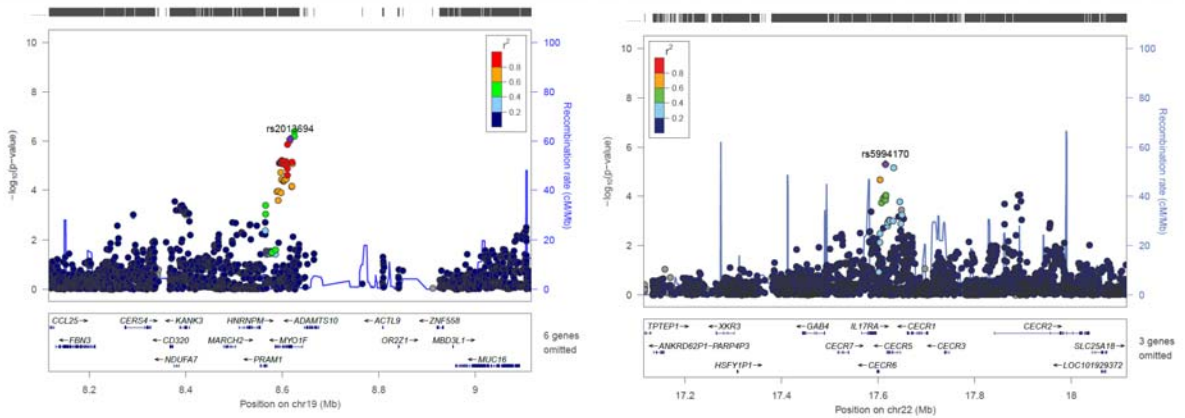 10
8
6
4
2
0
−log₁₀(p−value)
100
80
60
40
20
0
Recombination rate (cM/Mb)
r²
0.8
0.6
0.4
0.2
rs2013694
CCL25→ CERS4→ ←KANK3 HNRNPM→ ←ADAMTS10 ←ACTL9 ←ZNF558
←FBN3 ←CD320 MARCH2→ ←MYO1F OR2Z1→ MBD3L1→
←NDUFA7 ←PRAM1 ←MUC16
6 genes
omitted
8.2 8.4 8.6 8.8 9
Position on chr19 (Mb)
10
8
6
4
2
0
−log₁₀(p−value)
100
80
60
40
20
0
Recombination rate (cM/Mb)
r²
0.8
0.6
0.4
0.2
rs5994170
TPTEP1→ ←XKR3 ←GAB4 IL17RA→ ←CECR1 CECR2→
←ANKRD62P1−PARP4P3 CECR7→ ←CECR5 ←CECR3 SLC25A18→
HSFY1P1→ ←CECR6 ←LOC101929372
3 genes
omitted
17.2 17.4 17.6 17.8 18
Position on chr22 (Mb)